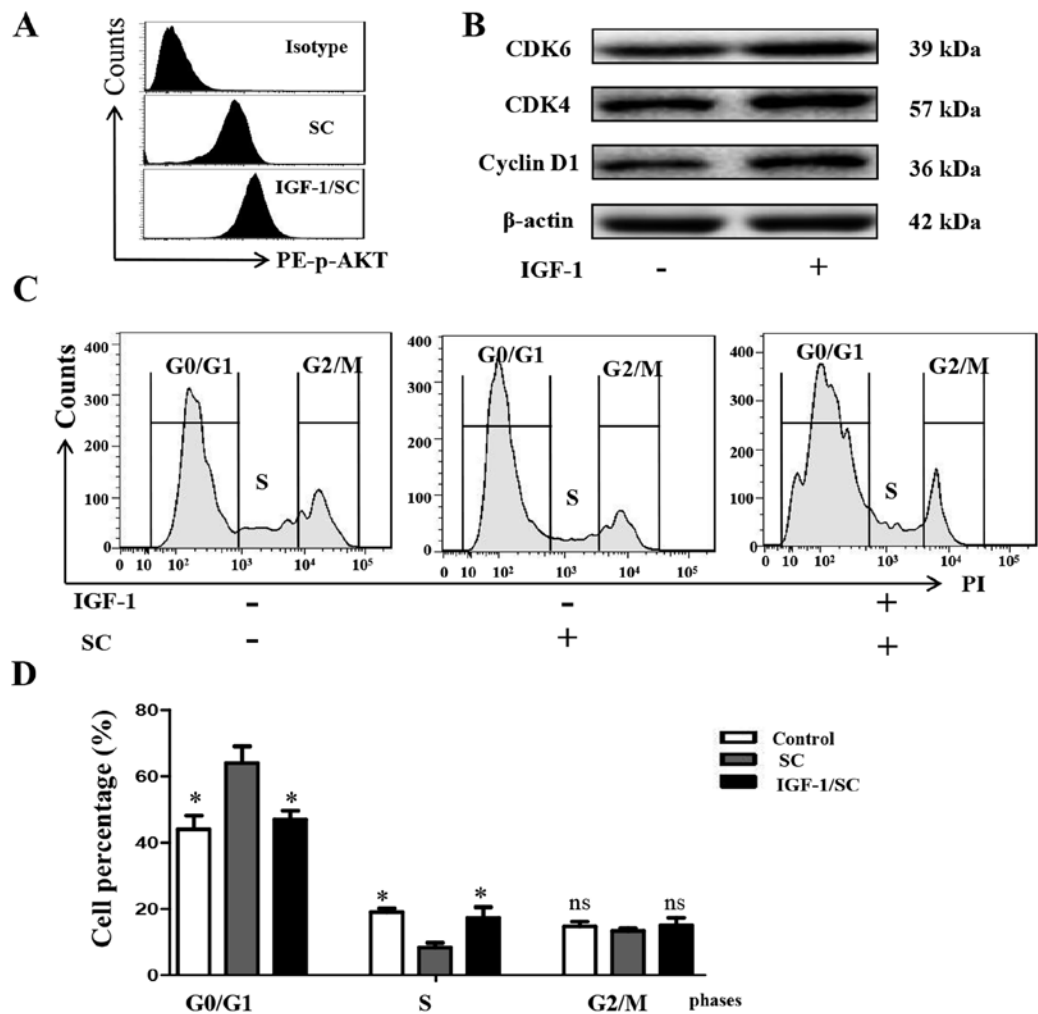 A
Counts
Isotype
SC
IGF-1/SC
PE-p-AKT
B
CDK6 39 kDa
CDK4 57 kDa
Cyclin D1 36 kDa
β-actin 42 kDa
IGF-1 - +
C
Counts
400
300
200
100
0
G0/G1 G2/M
S
0 10 10² 10³ 10⁴ 10⁵
400
300
200
100
0
G0/G1 G2/M
S
0 10 10² 10³ 10⁴ 10⁵
400
300
200
100
0
G0/G1 G2/M
S
0 10 10² 10³ 10⁴ 10⁵
PI
IGF-1 - - +
SC - + +
D
Cell percentage (%)
80
60
40
20
0
* *
* *
ns ns
G0/G1 S G2/M phases
Control
SC
IGF-1/SC